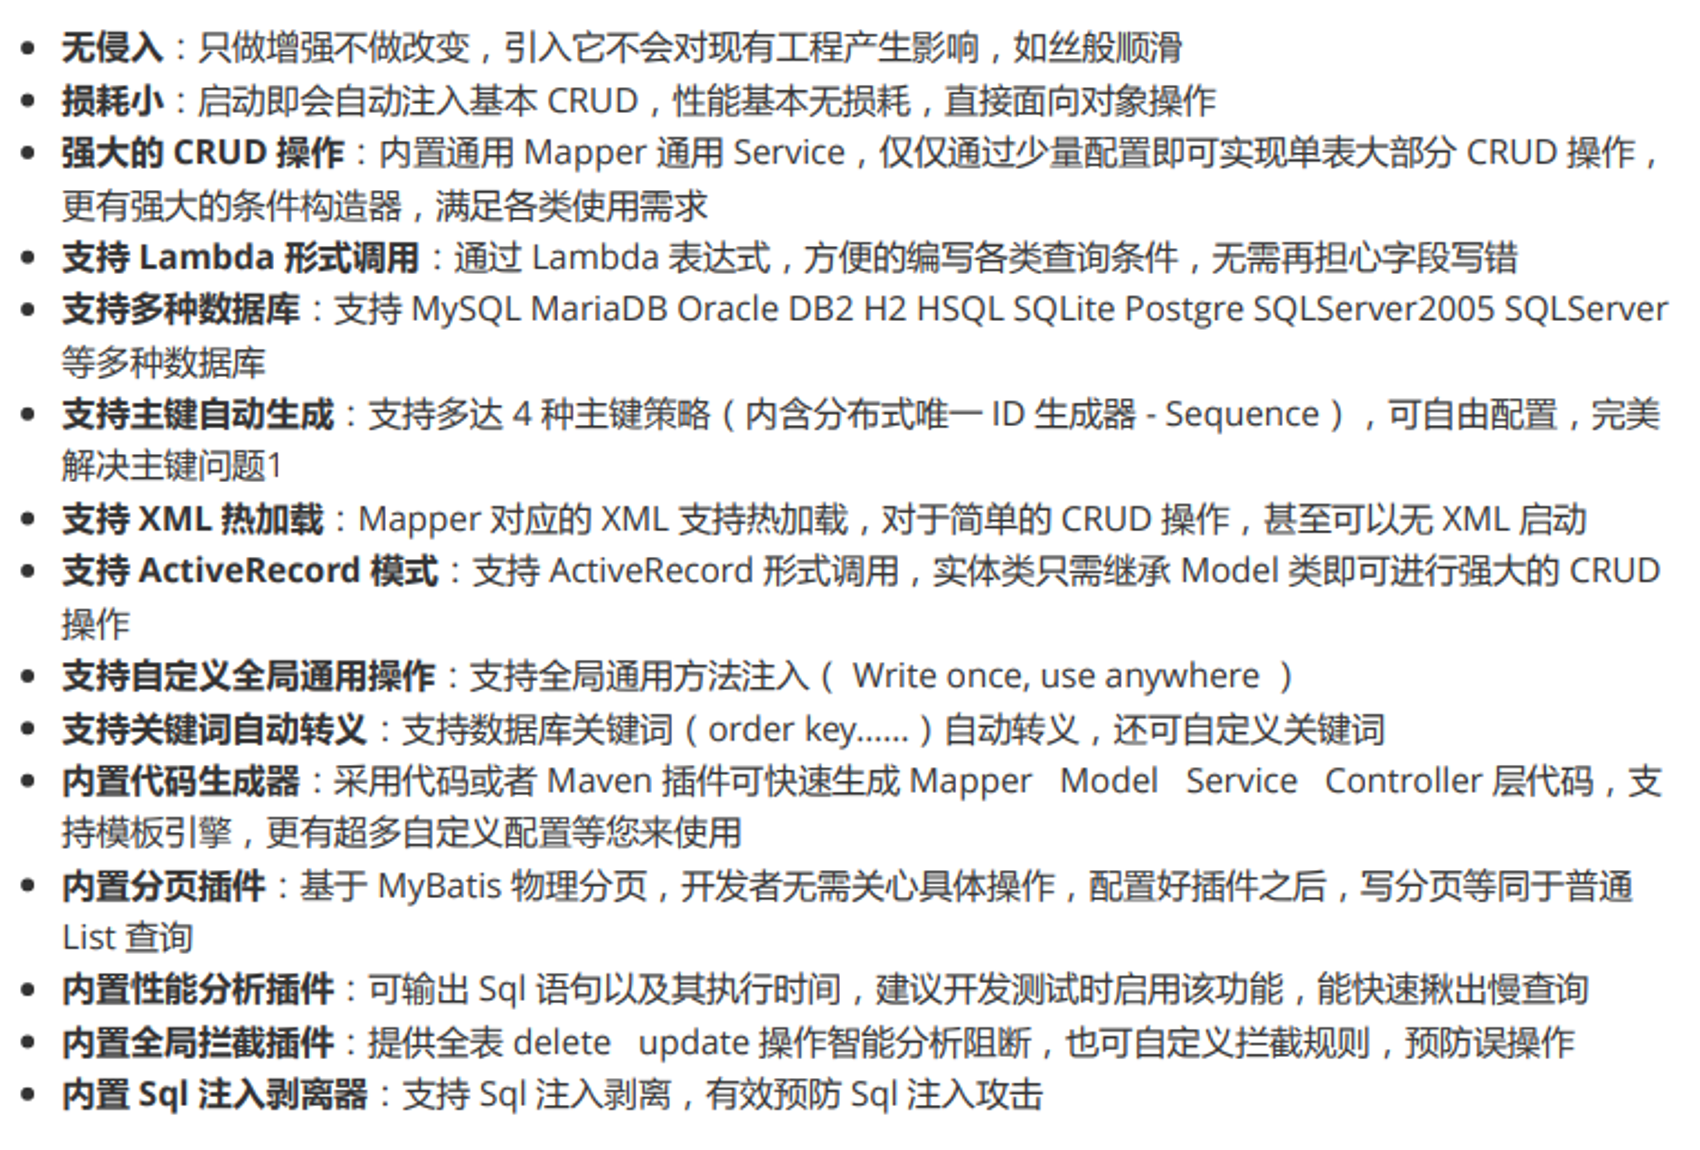 • 无侵入：只做增强不做改变，引入它不会对现有工程产生影响，如丝般顺滑
• 损耗小：启动即会自动注入基本 CRUD，性能基本无损耗，直接面向对象操作
• 强大的 CRUD 操作：内置通用 Mapper 通用 Service，仅仅通过少量配置即可实现单表大部分 CRUD 操作，
更有强大的条件构造器，满足各类使用需求
• 支持 Lambda 形式调用：通过 Lambda 表达式，方便的编写各类查询条件，无需再担心字段写错
• 支持多种数据库：支持 MySQL MariaDB Oracle DB2 H2 HSQL SQLite Postgre SQLServer2005 SQLServer
等多种数据库
• 支持主键自动生成：支持多达 4 种主键策略（内含分布式唯一 ID 生成器 - Sequence），可自由配置，完美
解决主键问题1
• 支持 XML 热加载：Mapper 对应的 XML 支持热加载，对于简单的 CRUD 操作，甚至可以无 XML 启动
• 支持 ActiveRecord 模式：支持 ActiveRecord 形式调用，实体类只需继承 Model 类即可进行强大的 CRUD
操作
• 支持自定义全局通用操作：支持全局通用方法注入（ Write once, use anywhere ）
• 支持关键词自动转义：支持数据库关键词（order key......）自动转义，还可自定义关键词
• 内置代码生成器：采用代码或者 Maven 插件可快速生成 Mapper Model Service Controller 层代码，支
持模板引擎，更有超多自定义配置等您来使用
• 内置分页插件：基于 MyBatis 物理分页，开发者无需关心具体操作，配置好插件之后，写分页等同于普通
List 查询
• 内置性能分析插件：可输出 Sql 语句以及其执行时间，建议开发测试时启用该功能，能快速揪出慢查询
• 内置全局拦截插件：提供全表 delete update 操作智能分析阻断，也可自定义拦截规则，预防误操作
• 内置 Sql 注入剥离器：支持 Sql 注入剥离，有效预防 Sql 注入攻击